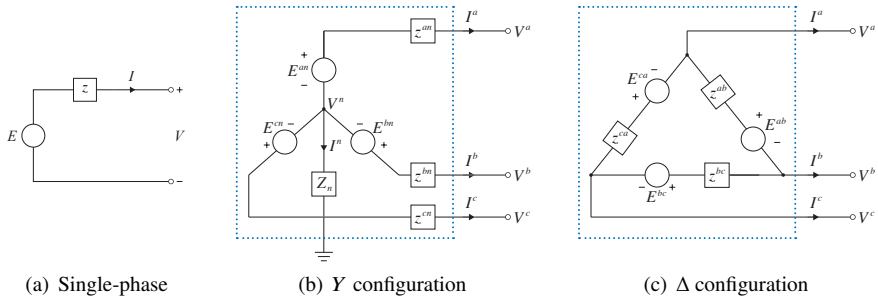 E
z
I
+
V
−
(a) Single-phase
z^{an}
I^a
V^a
+
E^{an}
−
V^n
E^{cn}
−
+
−
E^{bn}
+
I^n
Z_n
z^{bn}
I^b
V^b
z^{cn}
I^c
V^c
(b) Y configuration
I^a
V^a
E^{ca}
−
+
z^{ab}
z^{ca}
+
E^{ab}
−
−
E^{bc}
+
z^{bc}
I^b
V^b
I^c
V^c
(c) Δ configuration